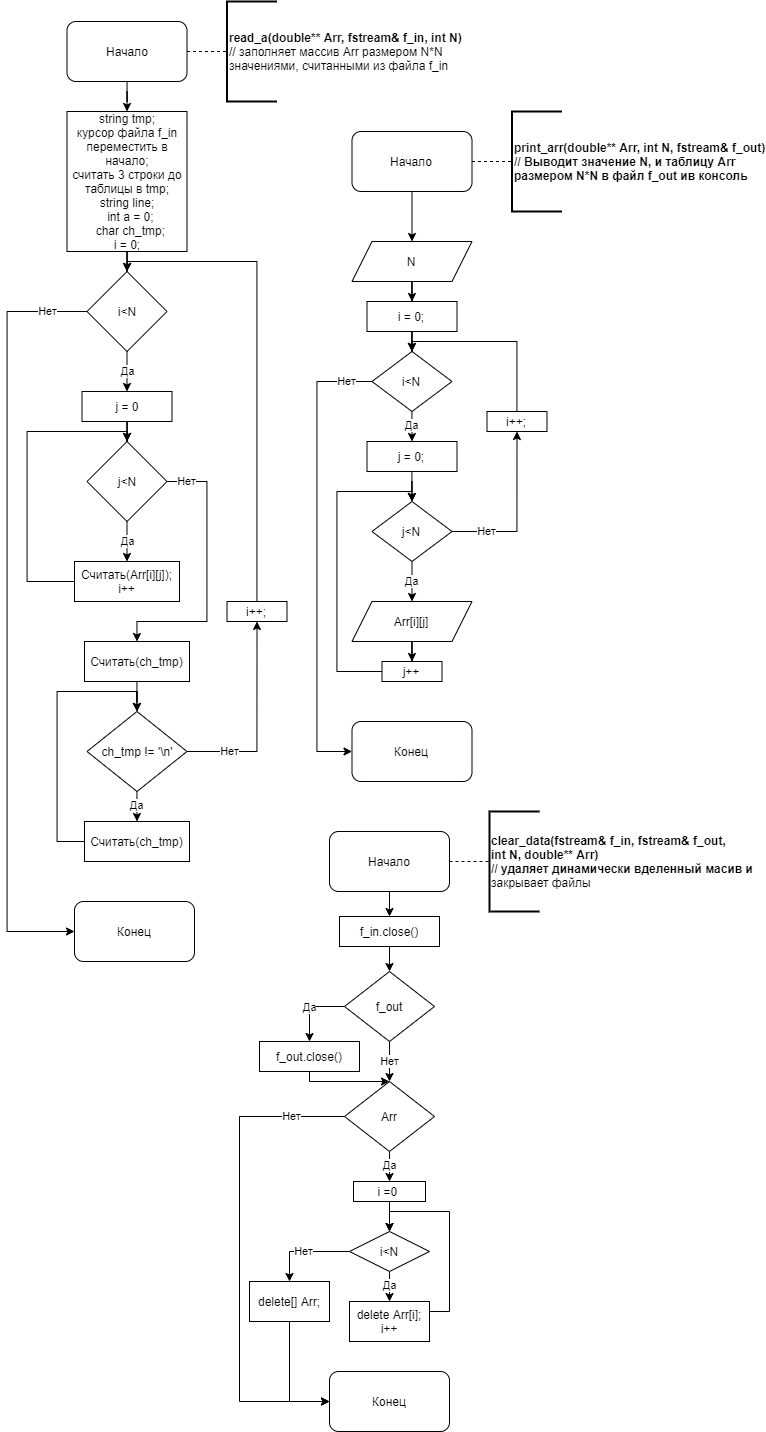 Начало
read_a(double** Arr, fstream& f_in, int N)
// заполняет массив Arr размером N*N
значениями, считанными из файла f_in
string tmp;
курсор файла f_in
переместить в
начало;
считать 3 строки до
таблицы в tmp;
string line;
int a = 0;
char ch_tmp;
i = 0;
i<N
Нет
Да
j = 0
j<N
Нет
Да
Считать(Arr[i][j]);
i++
i++;
Считать(ch_tmp)
ch_tmp != '\n'
Нет
Да
Считать(ch_tmp)
Конец
Начало
print_arr(double** Arr, int N, fstream& f_out)
// Выводит значение N, и таблицу Arr
размером N*N в файл f_out ив консоль
N
i = 0;
i<N
Нет
Да
i++;
j = 0;
j<N
Нет
Да
Arr[i][j]
j++
Конец
Начало
clear_data(fstream& f_in, fstream& f_out,
int N, double** Arr)
// удаляет динамически вделенный масив и
закрывает файлы
f_in.close()
f_out
Да
f_out.close()
Нет
Arr
Нет
Да
i =0
i<N
Нет
Да
delete[] Arr;
delete Arr[i];
i++
Конец